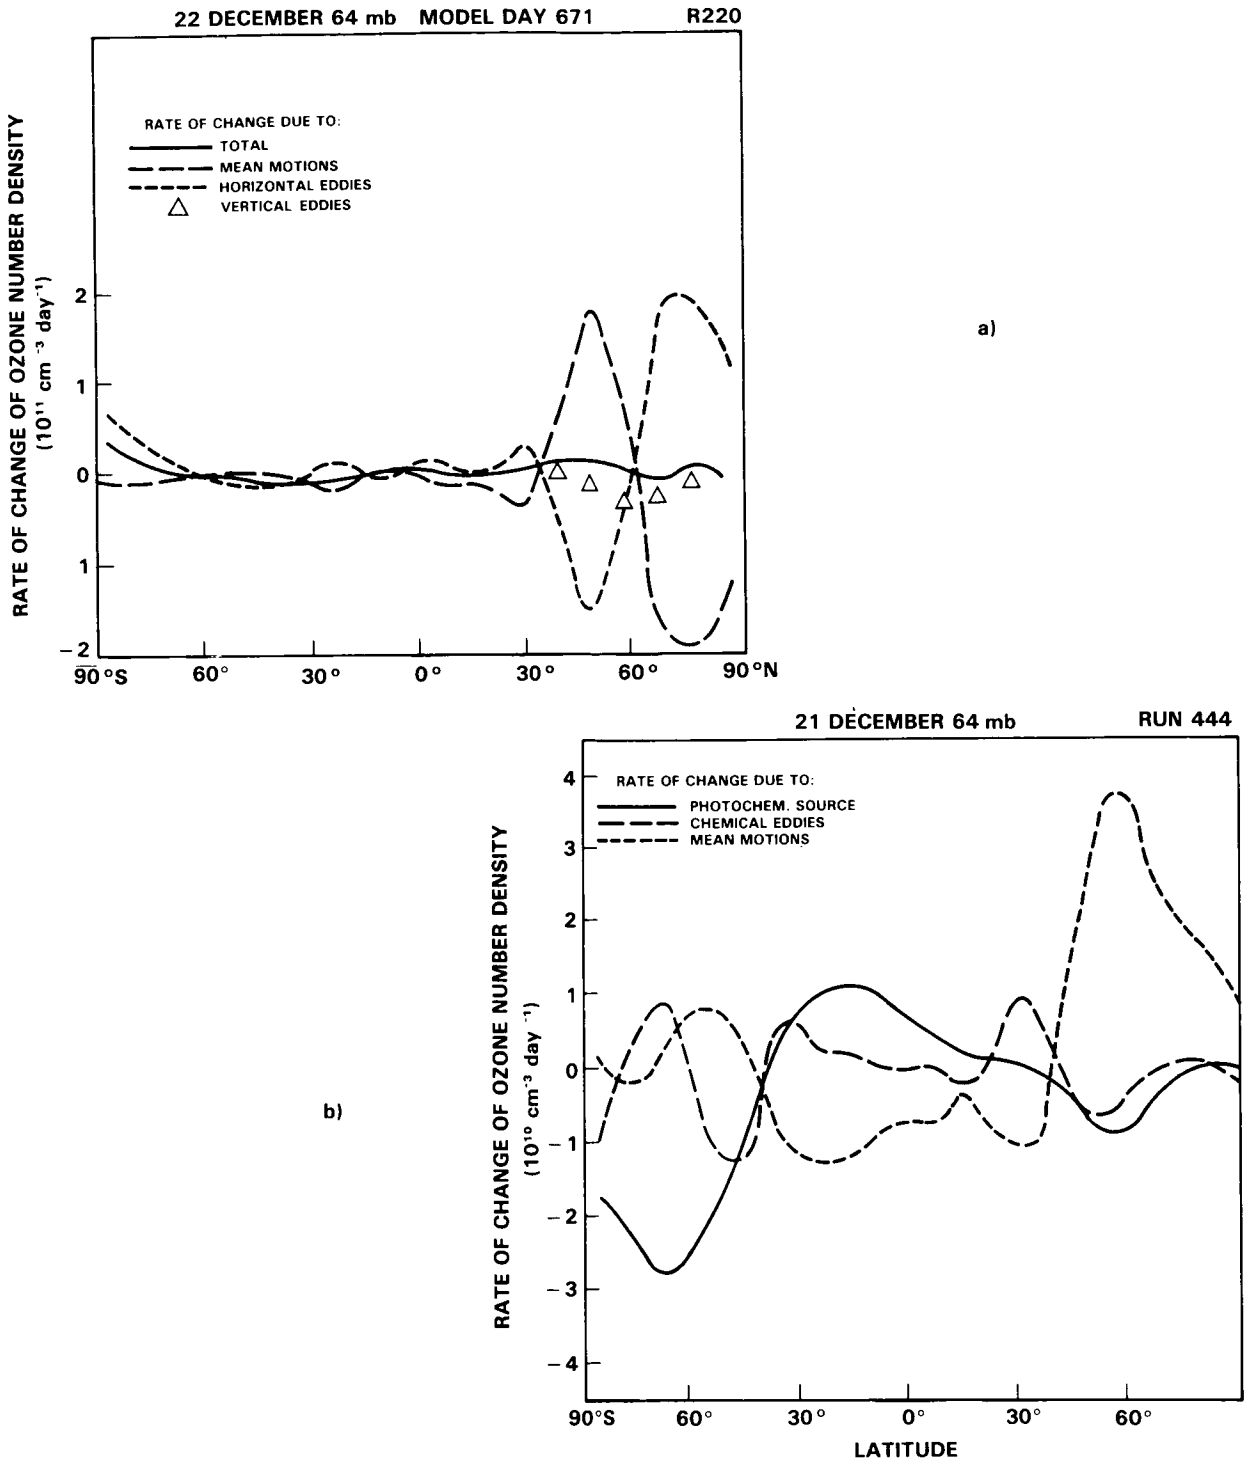 22 DECEMBER 64 mb MODEL DAY 671 R220
RATE OF CHANGE OF OZONE NUMBER DENSITY
(10¹¹ cm⁻³ day⁻¹)
RATE OF CHANGE DUE TO:
TOTAL
MEAN MOTIONS
HORIZONTAL EDDIES
VERTICAL EDDIES
2
1
0
1
−2
90°S 60° 30° 0° 30° 60° 90°N
a)
21 DECEMBER 64 mb RUN 444
RATE OF CHANGE OF OZONE NUMBER DENSITY
(10¹⁰ cm⁻³ day⁻¹)
RATE OF CHANGE DUE TO:
PHOTOCHEM. SOURCE
CHEMICAL EDDIES
MEAN MOTIONS
4
3
2
1
0
−1
−2
−3
−4
b)
90°S 60° 30° 0° 30° 60°
LATITUDE